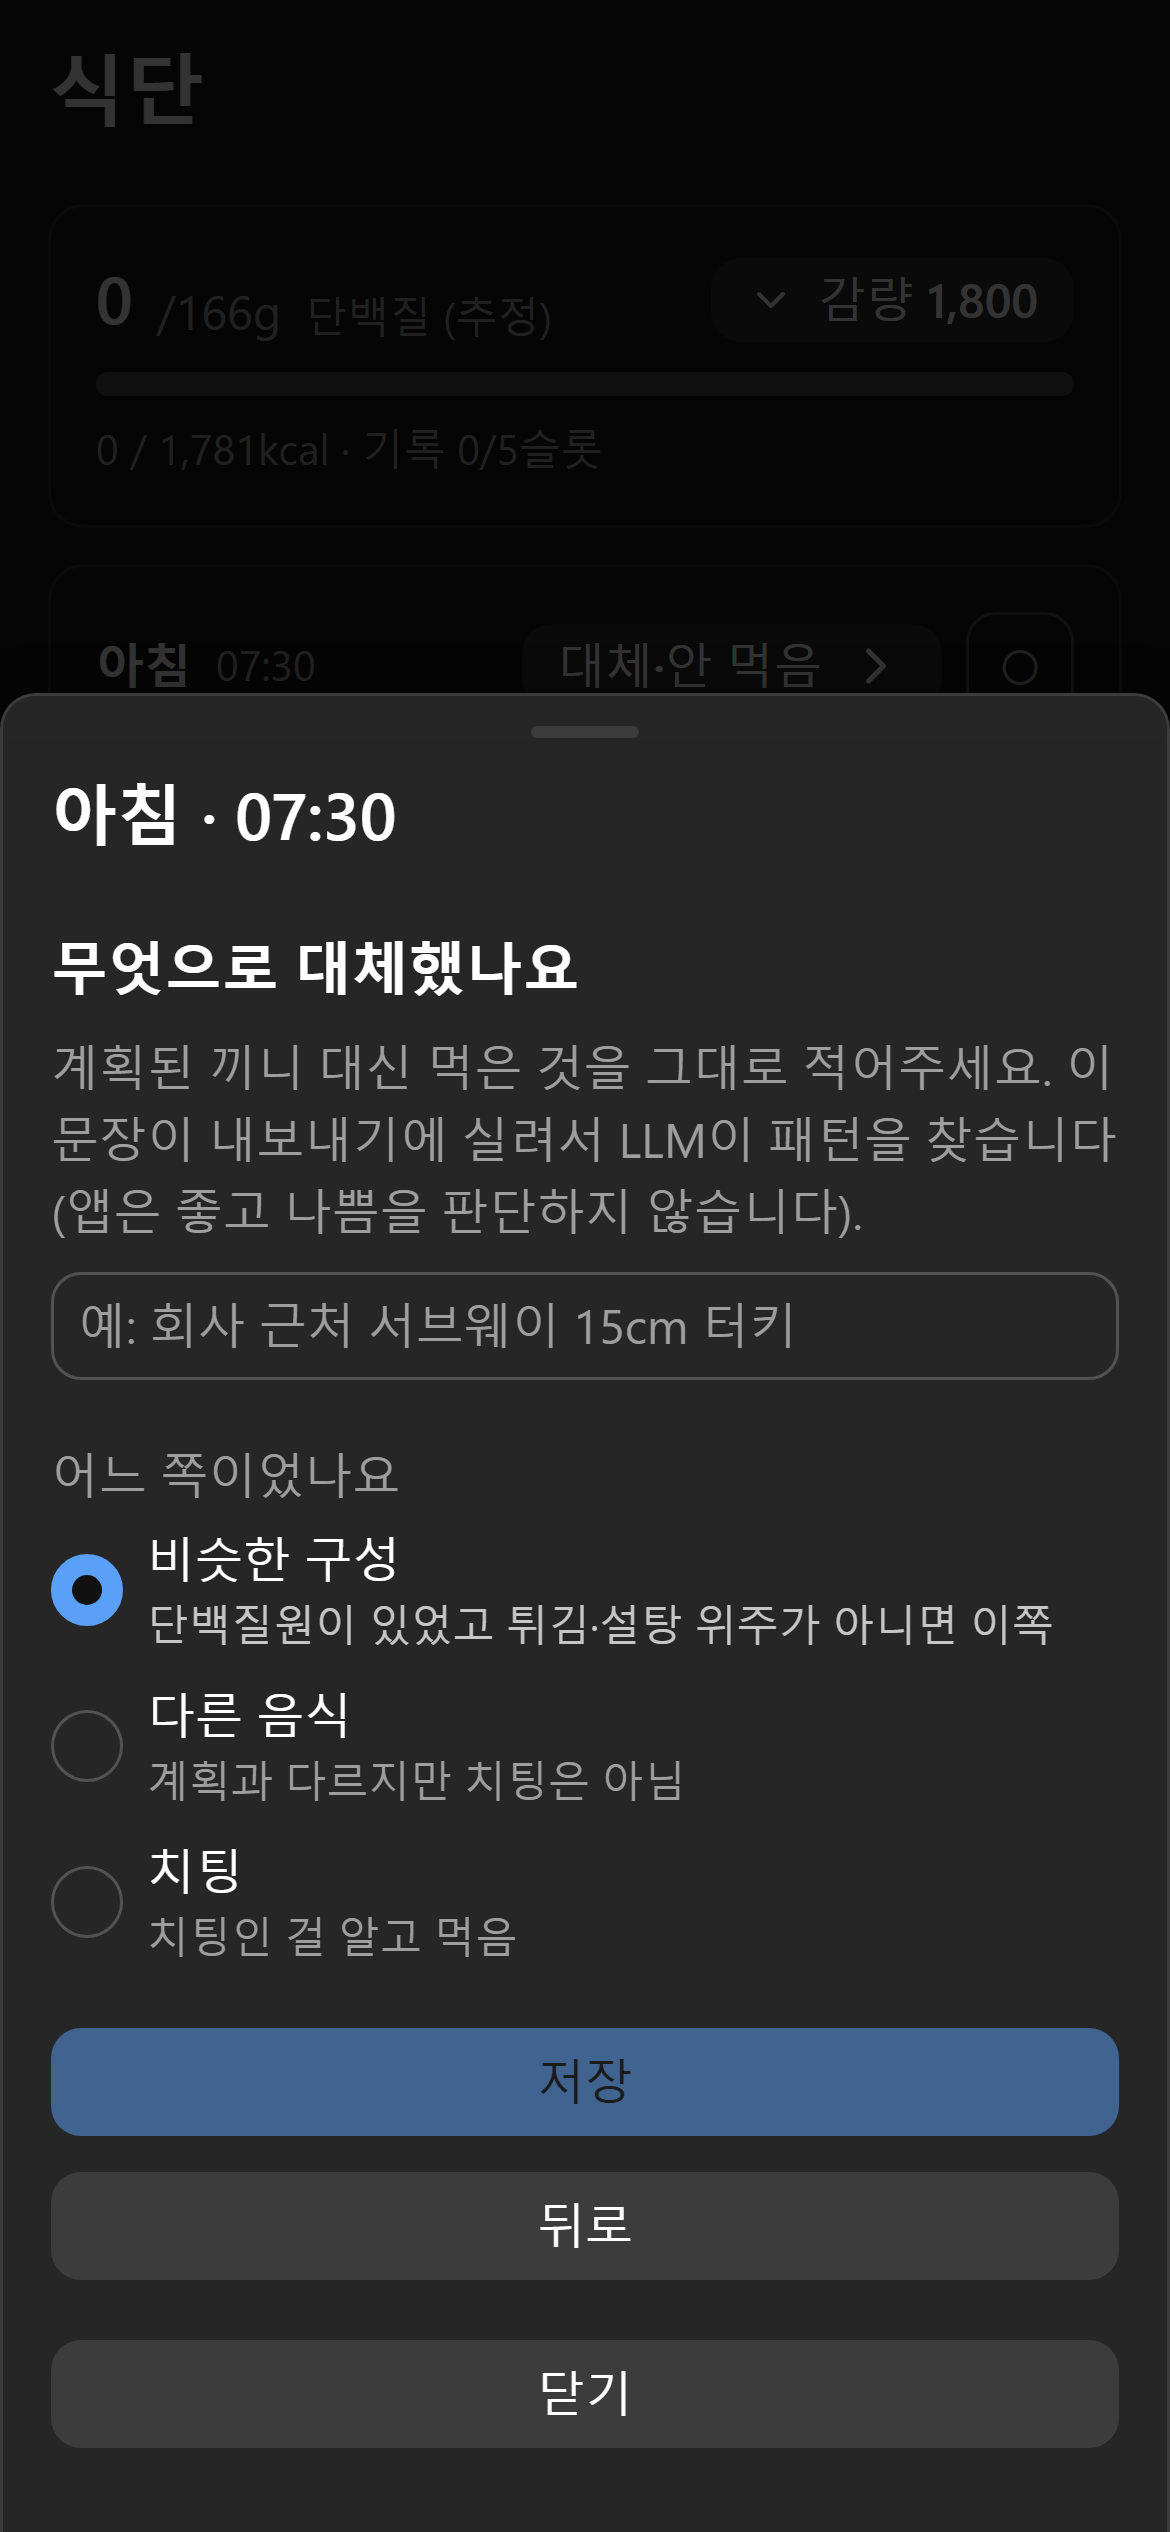 식단
0 /166g 단백질 (추정)
감량 1,800
0 / 1,781kcal · 기록 0/5슬롯
아침 07:30
대체·안 먹음
아침 · 07:30
무엇으로 대체했나요
계획된 끼니 대신 먹은 것을 그대로 적어주세요. 이
문장이 내보내기에 실려서 LLM이 패턴을 찾습니다
(앱은 좋고 나쁨을 판단하지 않습니다).
예: 회사 근처 서브웨이 15cm 터키
어느 쪽이었나요
비슷한 구성
단백질원이 있었고 튀김·설탕 위주가 아니면 이쪽
다른 음식
계획과 다르지만 치팅은 아님
치팅
치팅인 걸 알고 먹음
저장
뒤로
닫기